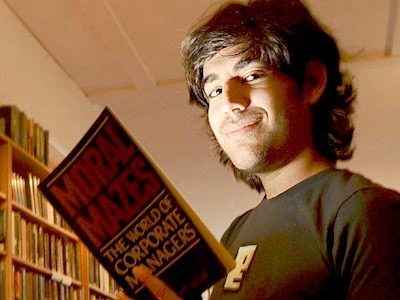 MORAL
MAZES
THE WORLD OF
CORPORATE
MANAGERS